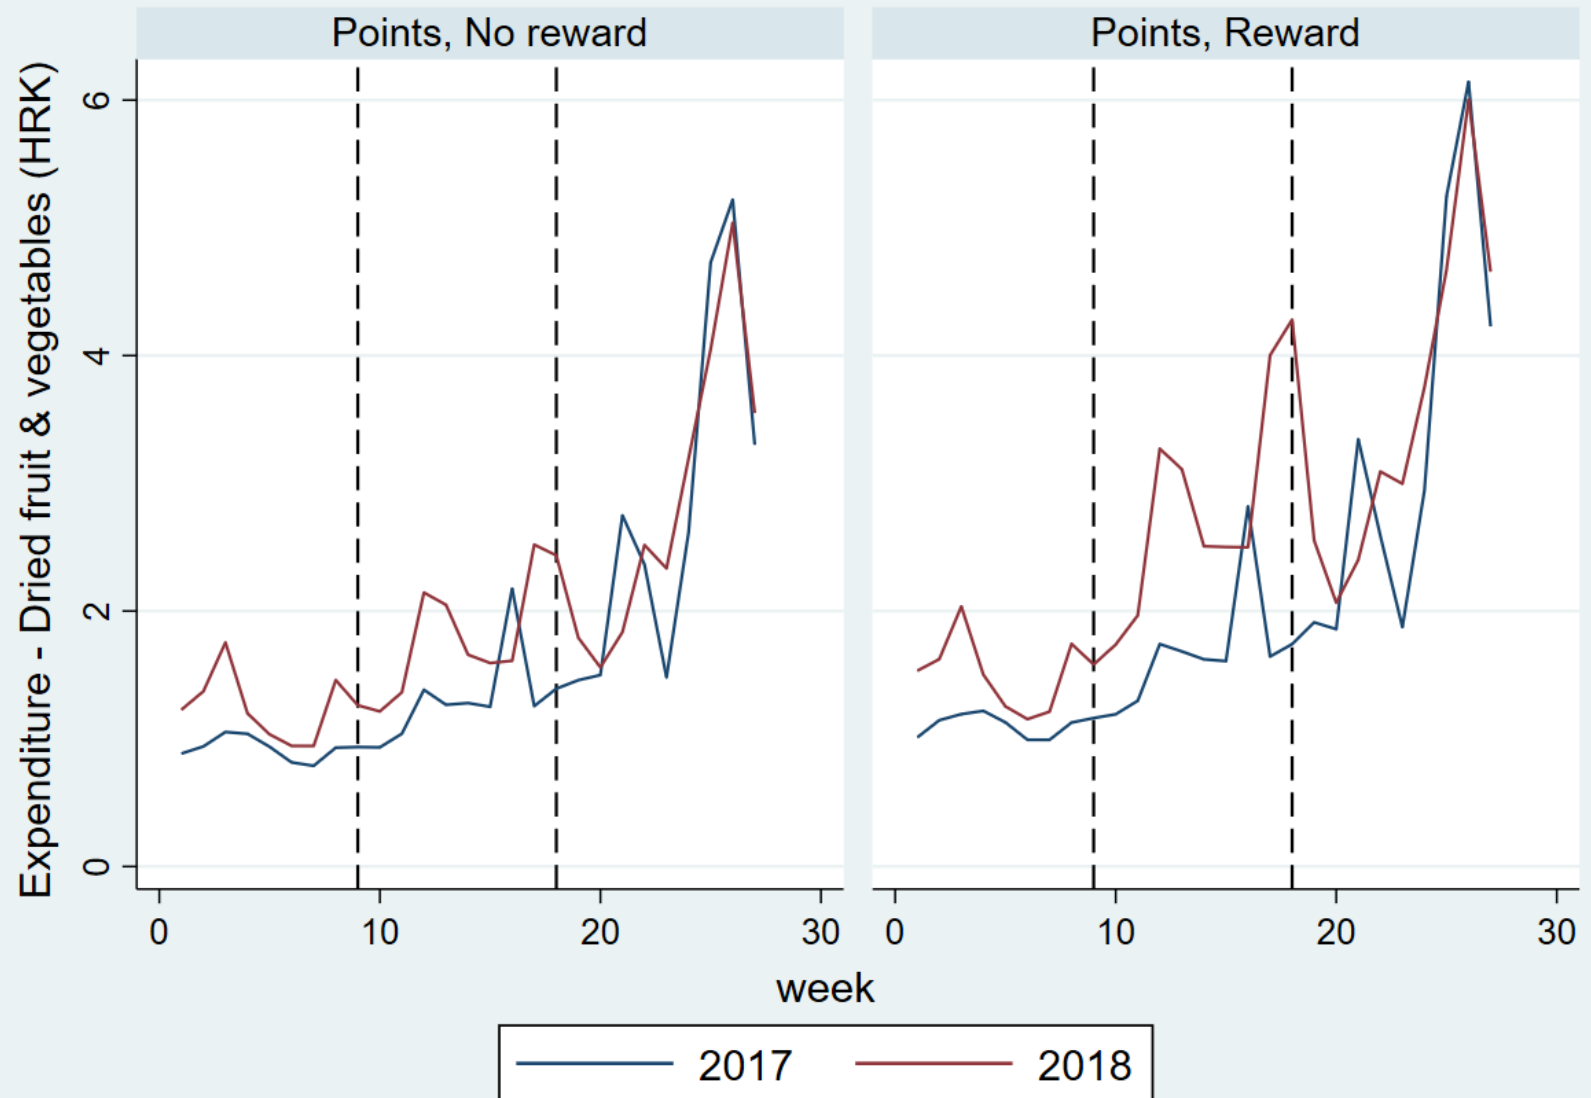 Points, No reward
Points, Reward
Expenditure - Dried fruit & vegetables (HRK)
6
4
2
0
0 10 20 30
0 10 20 30
week
2017 2018